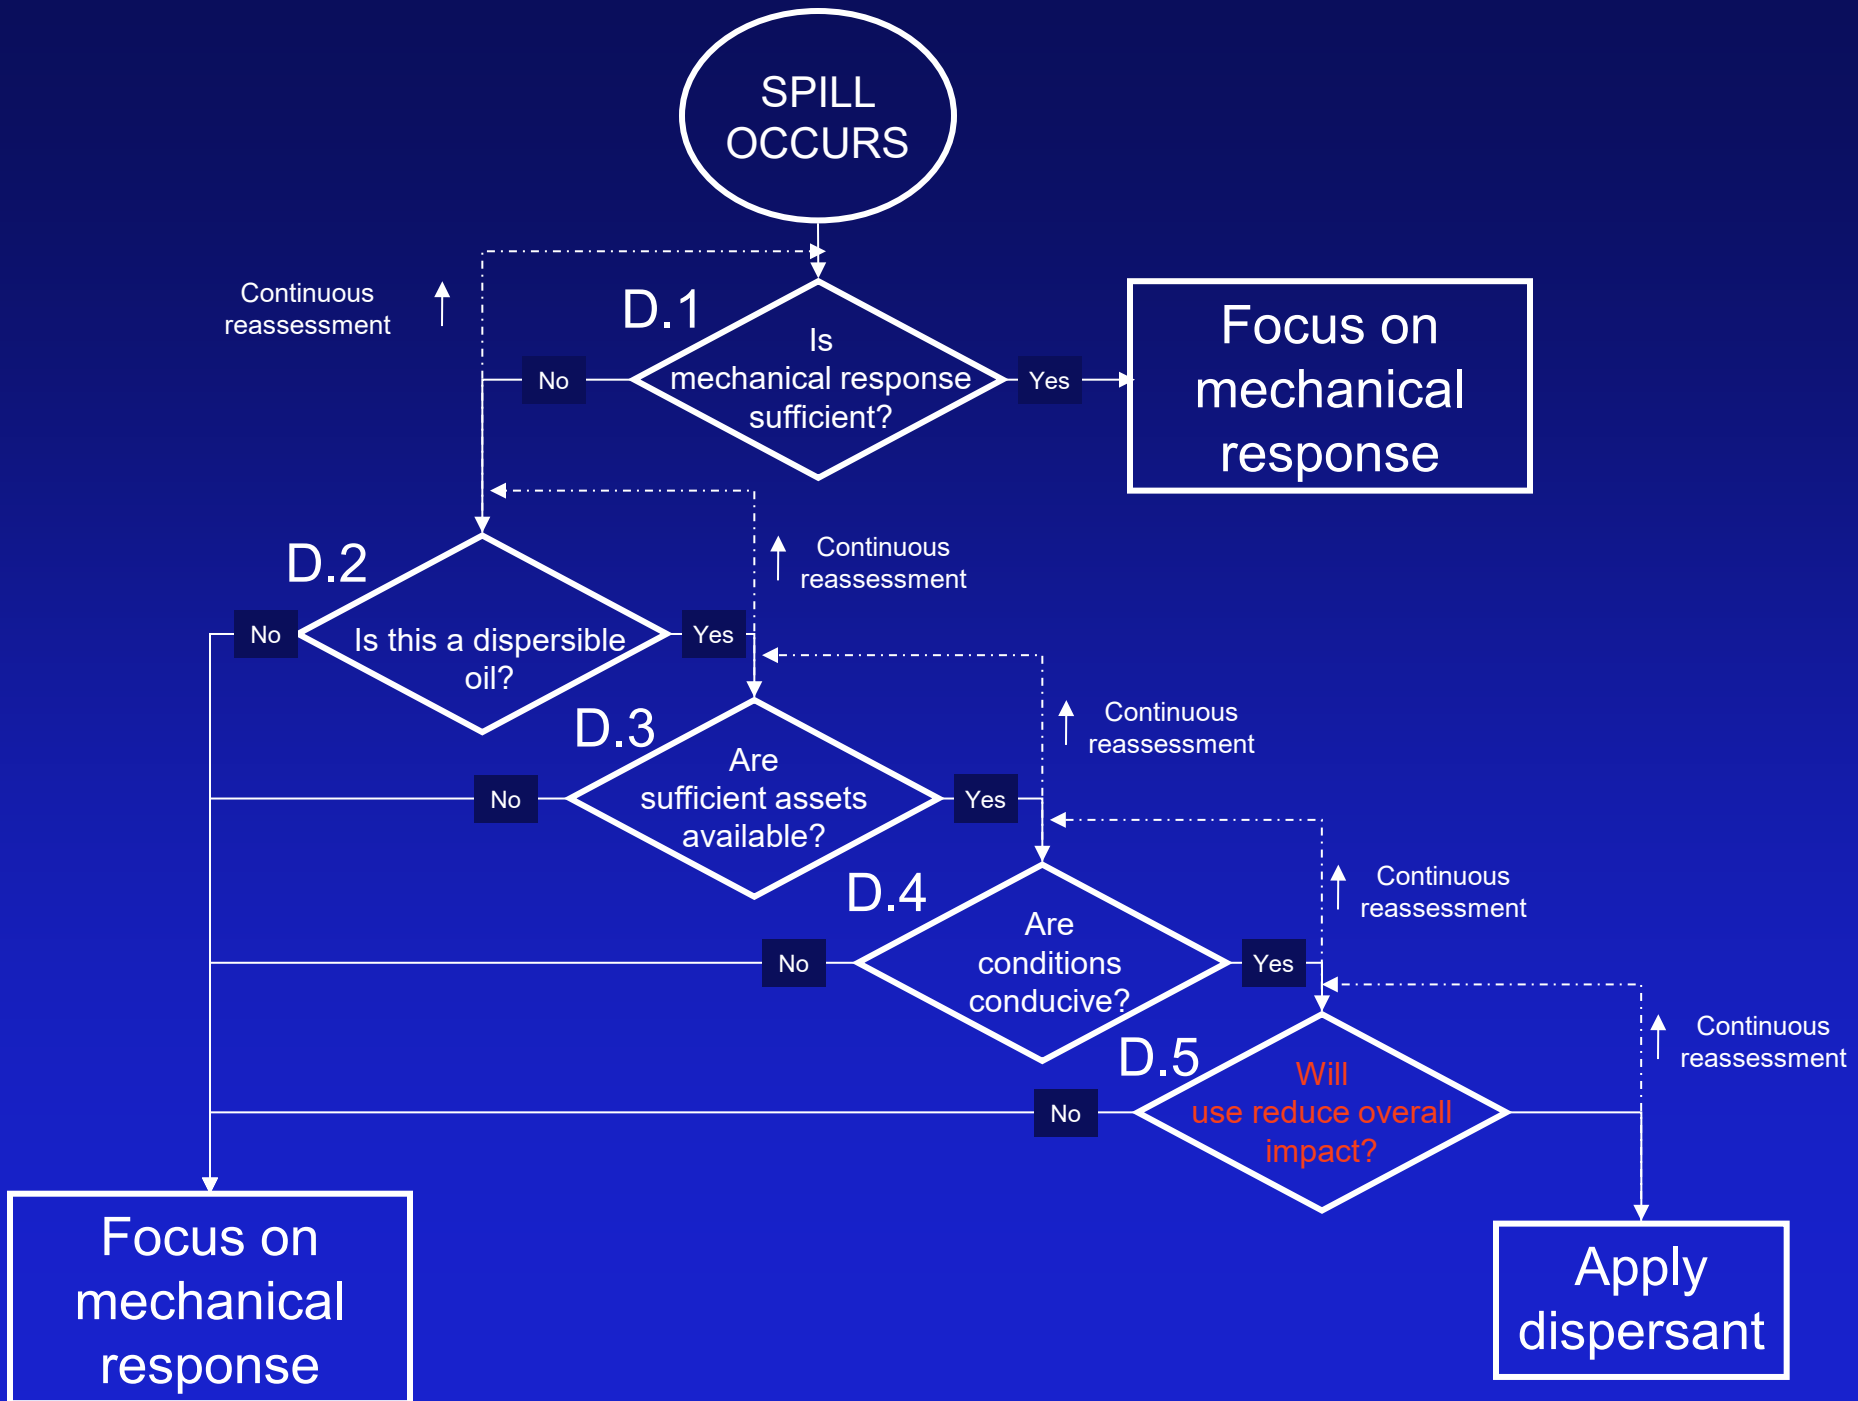 SPILL
OCCURS
Continuous
reassessment
D.1
Is
mechanical response
sufficient?
No
Yes
Focus on
mechanical
response
D.2
Is this a dispersible
oil?
No
Yes
Continuous
reassessment
D.3
Are
sufficient assets
available?
No
Yes
Continuous
reassessment
D.4
Are
conditions
conducive?
No
Yes
Continuous
reassessment
D.5
Will
use reduce overall
impact?
No
Continuous
reassessment
Focus on
mechanical
response
Apply
dispersant